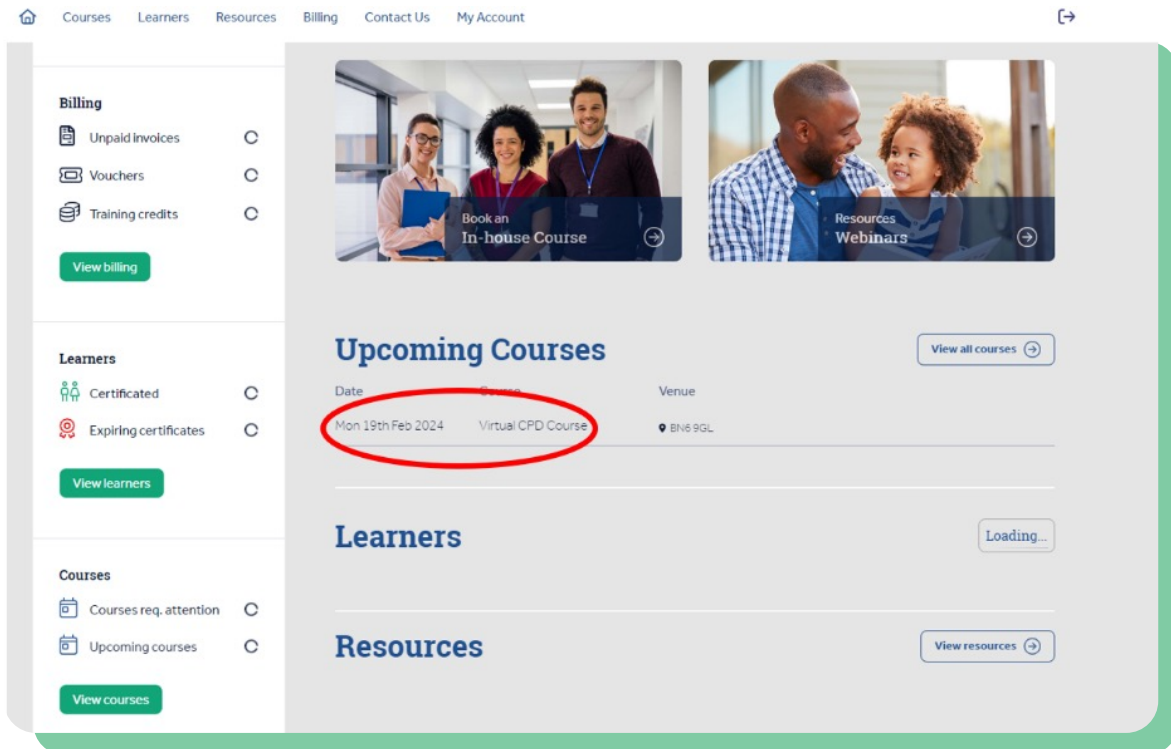 Courses Learners Resources Billing Contact Us My Account
Billing
Unpaid invoices
Vouchers
Training credits
View billing
Learners
Certificated
Expiring certificates
View learners
Courses
Courses req. attention
Upcoming courses
View courses
Book an
In-house Course
Resources
Webinars
Upcoming Courses
View all courses
Date Course Venue
Mon 19th Feb 2024 Virtual CPD Course BN6 9GL
Learners
Loading...
Resources
View resources